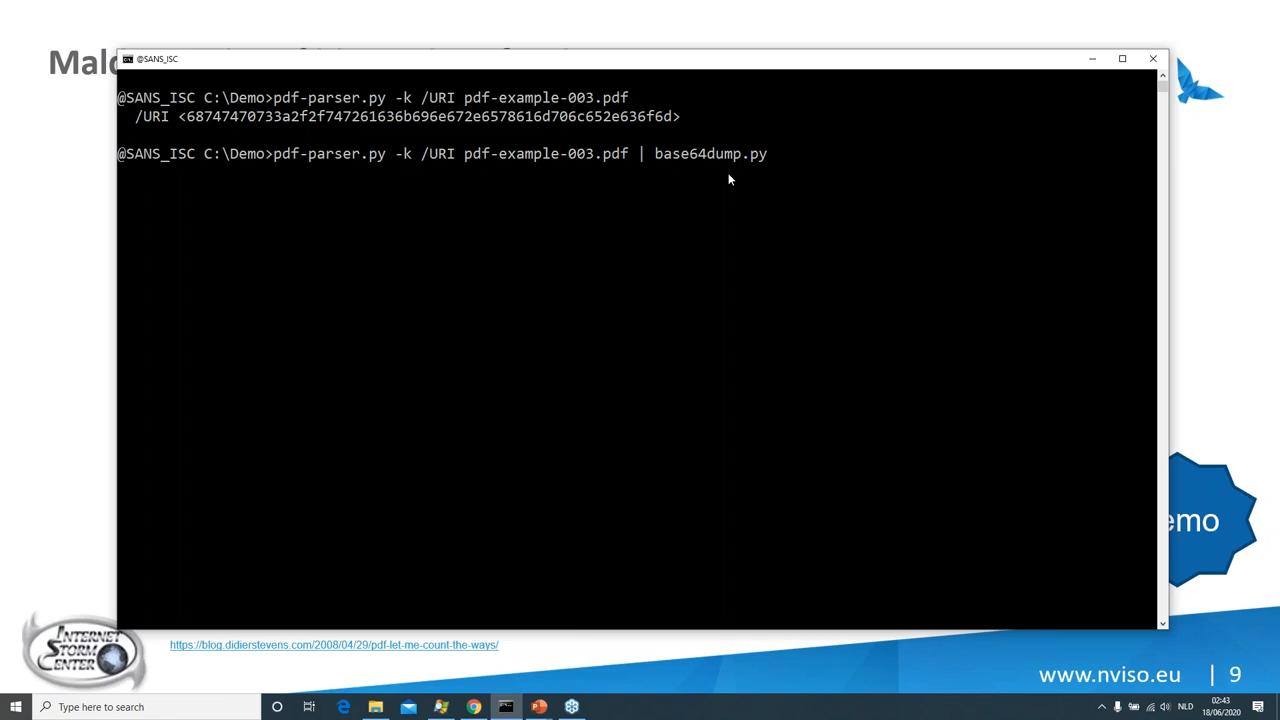 Malo
@SANS_ISC
@SANS_ISC C:\Demo>pdf-parser.py -k /URI pdf-example-003.pdf
/URI <68747470733a2f2f747261636b696e672e6578616d706c652e636f6d>
@SANS_ISC C:\Demo>pdf-parser.py -k /URI pdf-example-003.pdf | base64dump.py
emo
INTERNET
STORM
CENTER
https://blog.didierstevens.com/2008/04/29/pdf-let-me-count-the-ways/
www.nviso.eu | 9
Type here to search
NLD
02:43
18/06/2020